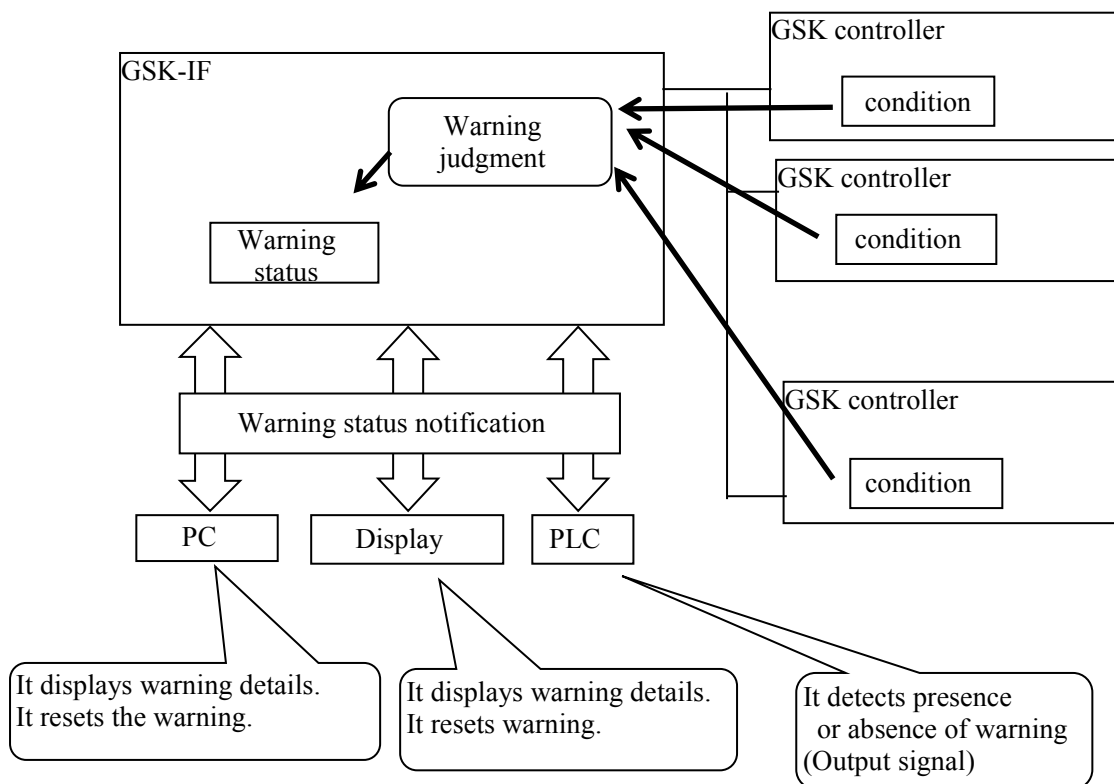 GSK controller
condition
GSK-IF
Warning
judgment
GSK controller
condition
Warning
status
GSK controller
condition
Warning status notification
PC
Display
PLC
It displays warning details.
It resets the warning.
It displays warning details.
It resets warning.
It detects presence
or absence of warning
(Output signal)